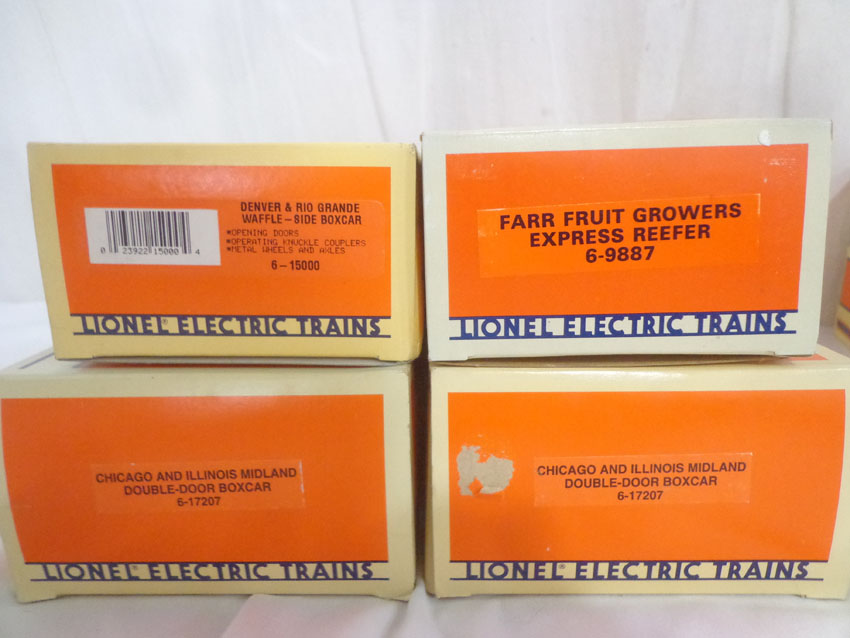 DENVER & RIO GRANDE
WAFFLE-SIDE BOXCAR
*OPENING DOORS
*OPERATING KNUCKLE COUPLERS
*METAL WHEELS AND AXLES
6-15000
0 23922 15000 4
LIONEL® ELECTRIC TRAINS
FARR FRUIT GROWERS
EXPRESS REEFER
6-9887
LIONEL® ELECTRIC TRAINS
CHICAGO AND ILLINOIS MIDLAND
DOUBLE-DOOR BOXCAR
6-17207
LIONEL® ELECTRIC TRAINS
CHICAGO AND ILLINOIS MIDLAND
DOUBLE-DOOR BOXCAR
6-17207
LIONEL® ELECTRIC TRAINS